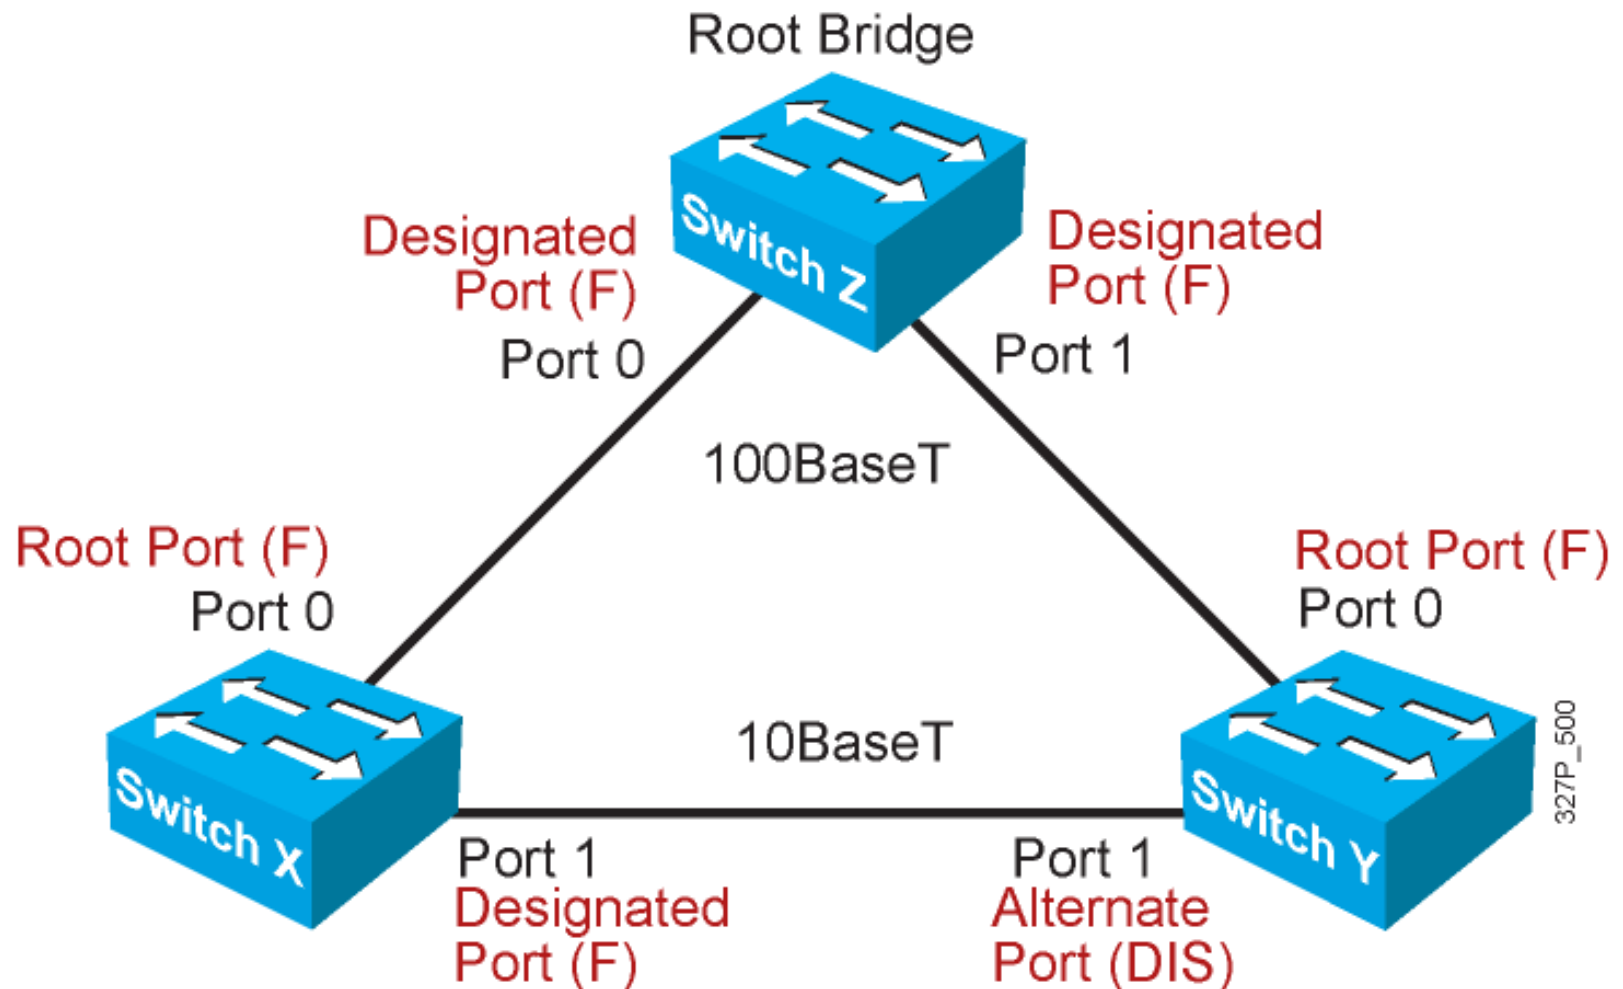 Root Bridge
Switch Z
Designated
Port (F)
Port 0
Designated
Port (F)
Port 1
100BaseT
Root Port (F)
Port 0
Root Port (F)
Port 0
Switch X
10BaseT
Switch Y
327P_500
Port 1
Designated
Port (F)
Port 1
Alternate
Port (DIS)